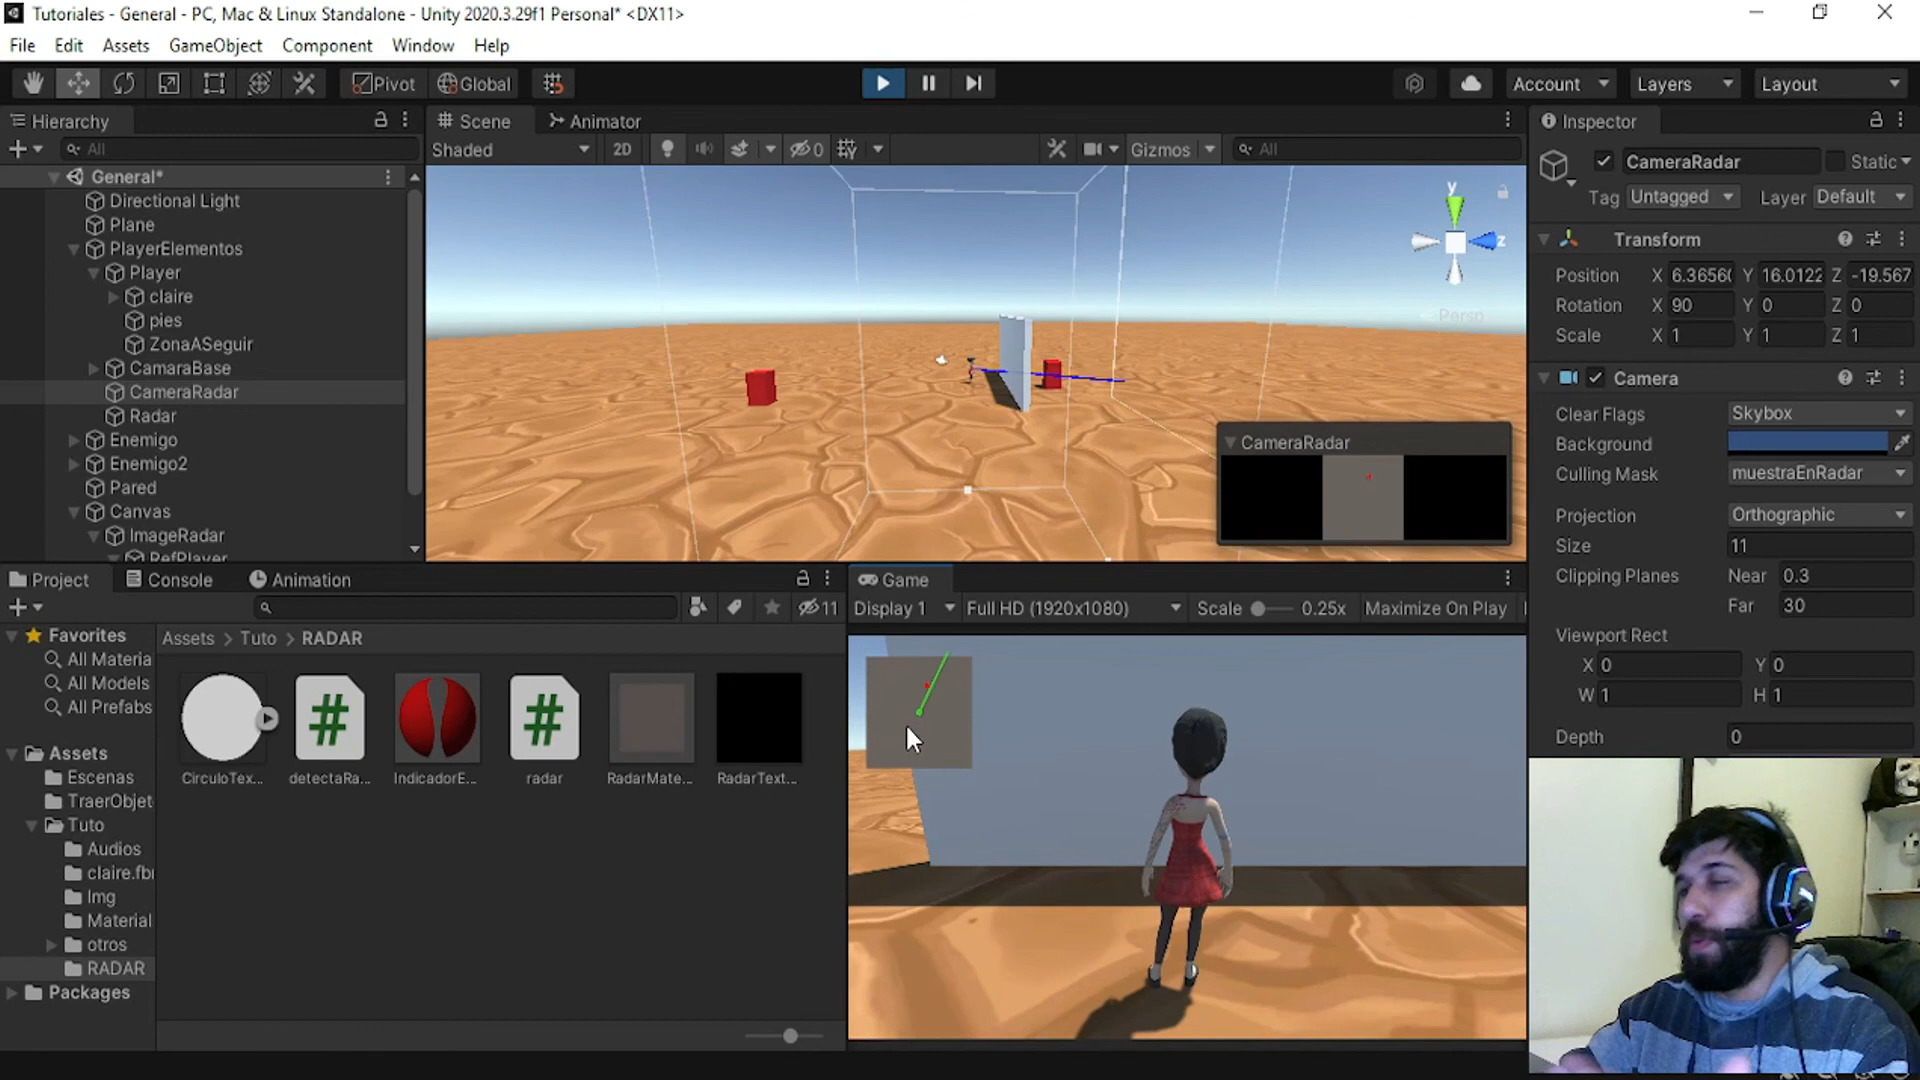 Tutoriales - General - PC, Mac & Linux Standalone - Unity 2020.3.29f1 Personal* <DX11>
File Edit Assets GameObject Component Window Help
Pivot Global Account Layers Layout
Hierarchy
All
General*
Directional Light
Plane
PlayerElementos
Player
claire
pies
ZonaASeguir
CamaraBase
CameraRadar
Radar
Enemigo
Enemigo2
Pared
Canvas
ImageRadar
RefPlayer
Scene Animator
Shaded 2D 0 Gizmos All
y
z
Persp
CameraRadar
Inspector
CameraRadar Static
Tag Untagged Layer Default
Transform
Position X 6.3656( Y 16.0122 Z -19.567
Rotation X 90 Y 0 Z 0
Scale X 1 Y 1 Z 1
Camera
Clear Flags Skybox
Background
Culling Mask muestraEnRadar
Projection Orthographic
Size 11
Clipping Planes Near 0.3
Far 30
Viewport Rect
X 0 Y 0
W 1 H 1
Depth 0
Project Console Animation
11
Favorites
All Materia
All Models
All Prefabs
Assets
Escenas
TraerObjet
Tuto
Audios
claire.fb
Img
Material
otros
RADAR
Packages
Assets > Tuto > RADAR
CirculoTex... detectaRa... IndicadorE... radar RadarMate... RadarText...
Game
Display 1 Full HD (1920x1080) Scale 0.25x Maximize On Play